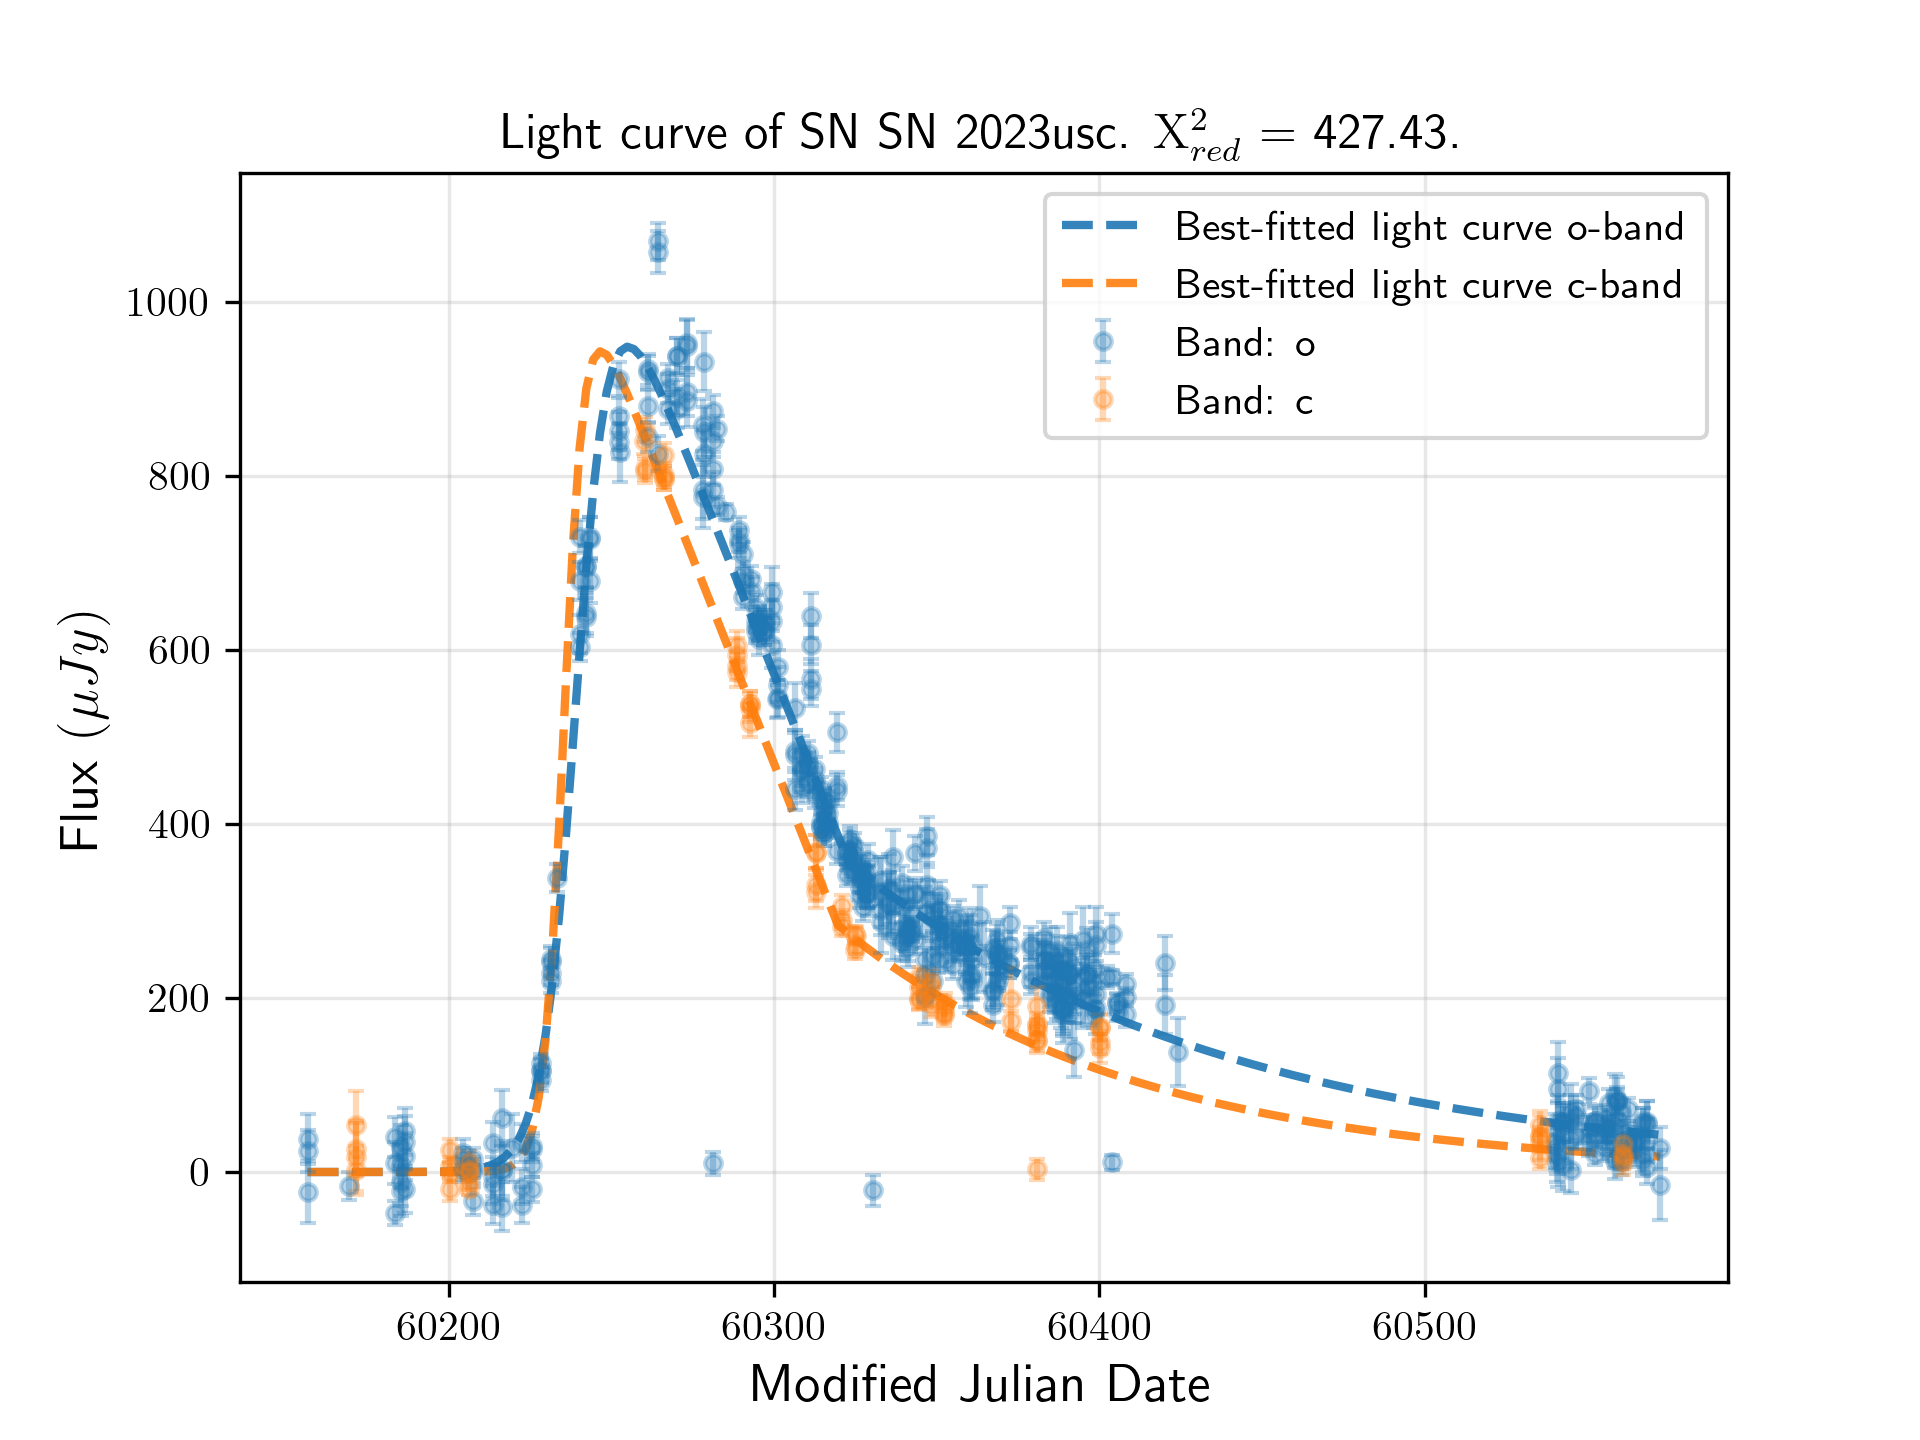 Light curve of SN SN 2023usc. X²_red = 427.43.
Best-fitted light curve o-band
Best-fitted light curve c-band
Band: o
Band: c
1000
800
600
400
200
0
Flux (μJy)
60200 60300 60400 60500
Modified Julian Date